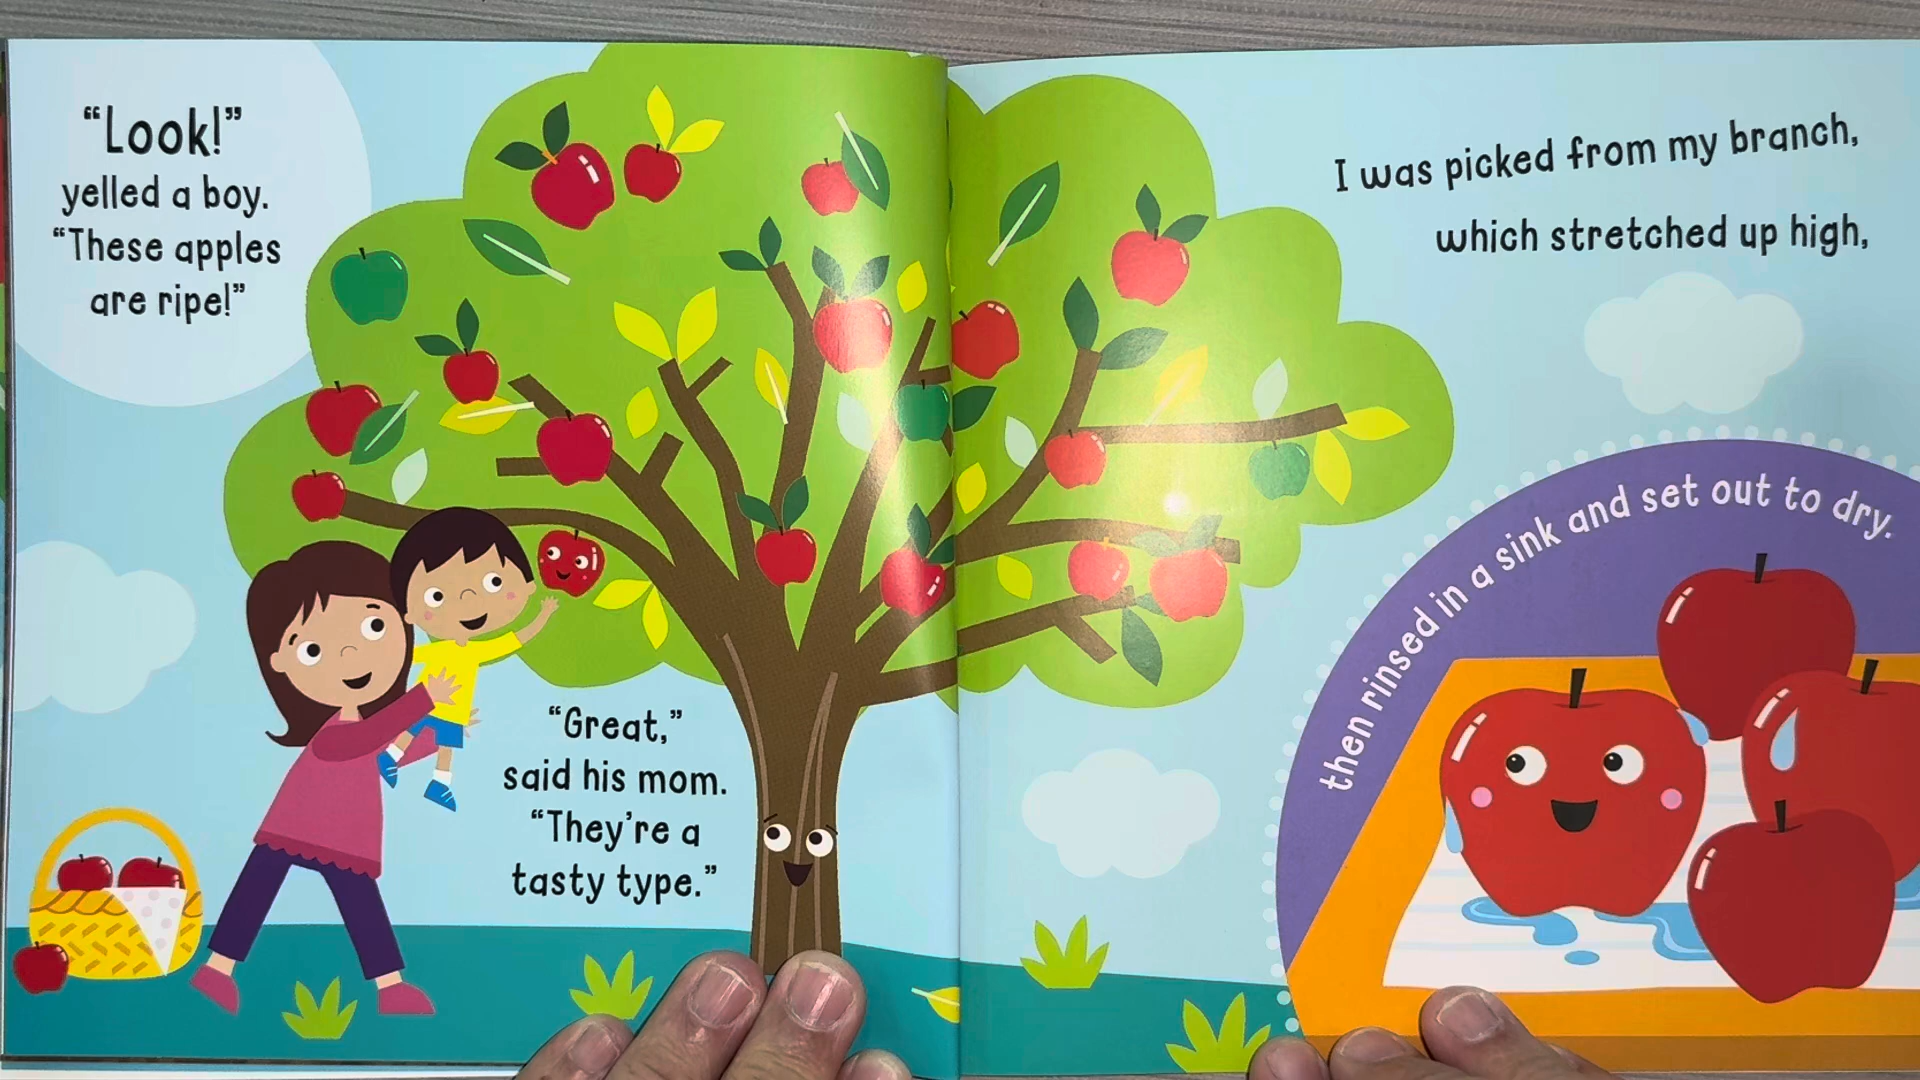 “Look!”
yelled a boy.
“These apples
are ripe!”
“Great,”
said his mom.
“They’re a
tasty type.”
I was picked from my branch,
which stretched up high,
then rinsed in a sink and set out to dry.